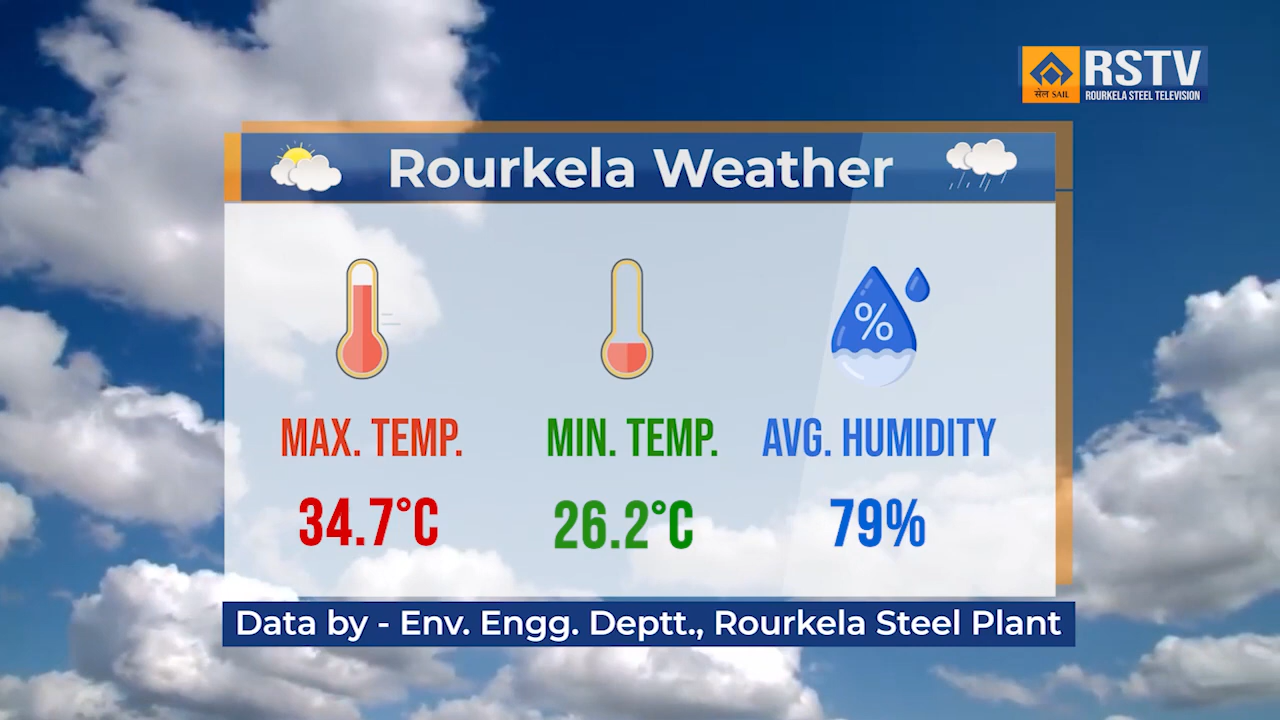 सेल SAIL
RSTV
ROURKELA STEEL TELEVISION
Rourkela Weather
%
MAX. TEMP.
MIN. TEMP.
AVG. HUMIDITY
34.7°C
26.2°C
79%
Data by - Env. Engg. Deptt., Rourkela Steel Plant